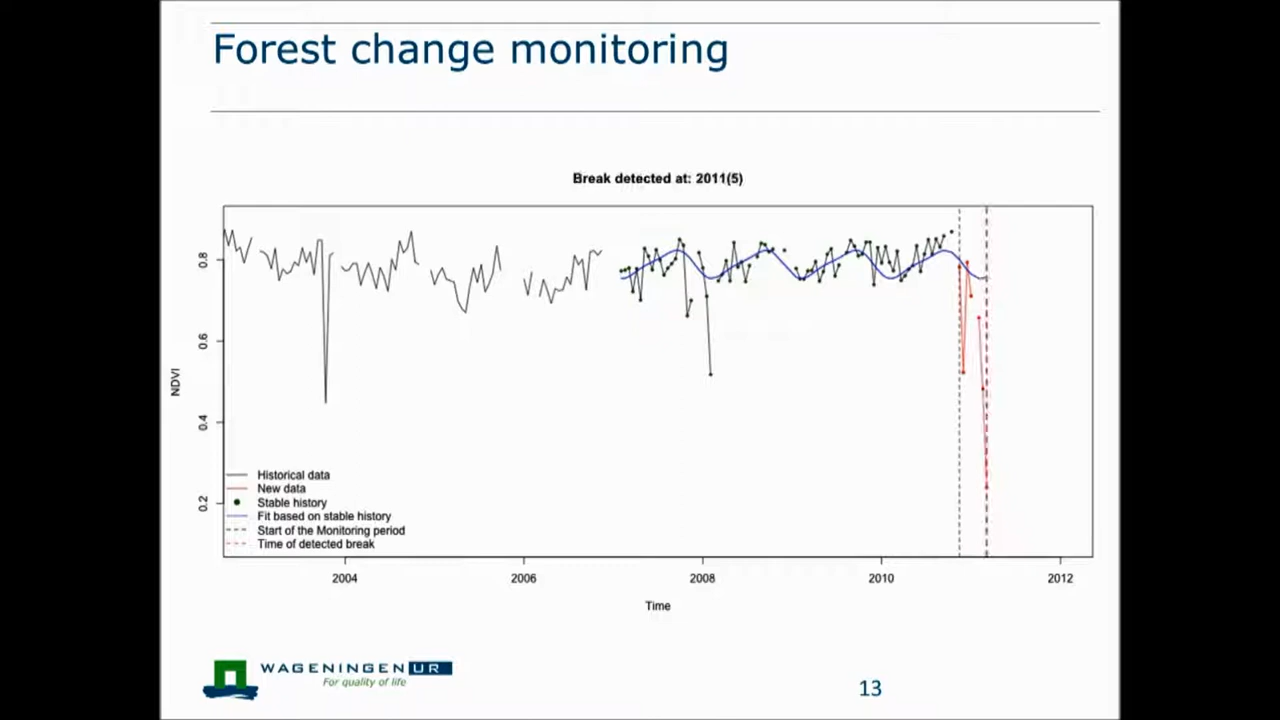 Forest change monitoring
Break detected at: 2011(5)
NDVI
0.8
0.6
0.4
0.2
Historical data
New data
Stable history
Fit based on stable history
Start of the Monitoring period
Time of detected break
2004
2006
2008
2010
2012
Time
WAGENINGEN UR
For quality of life
13